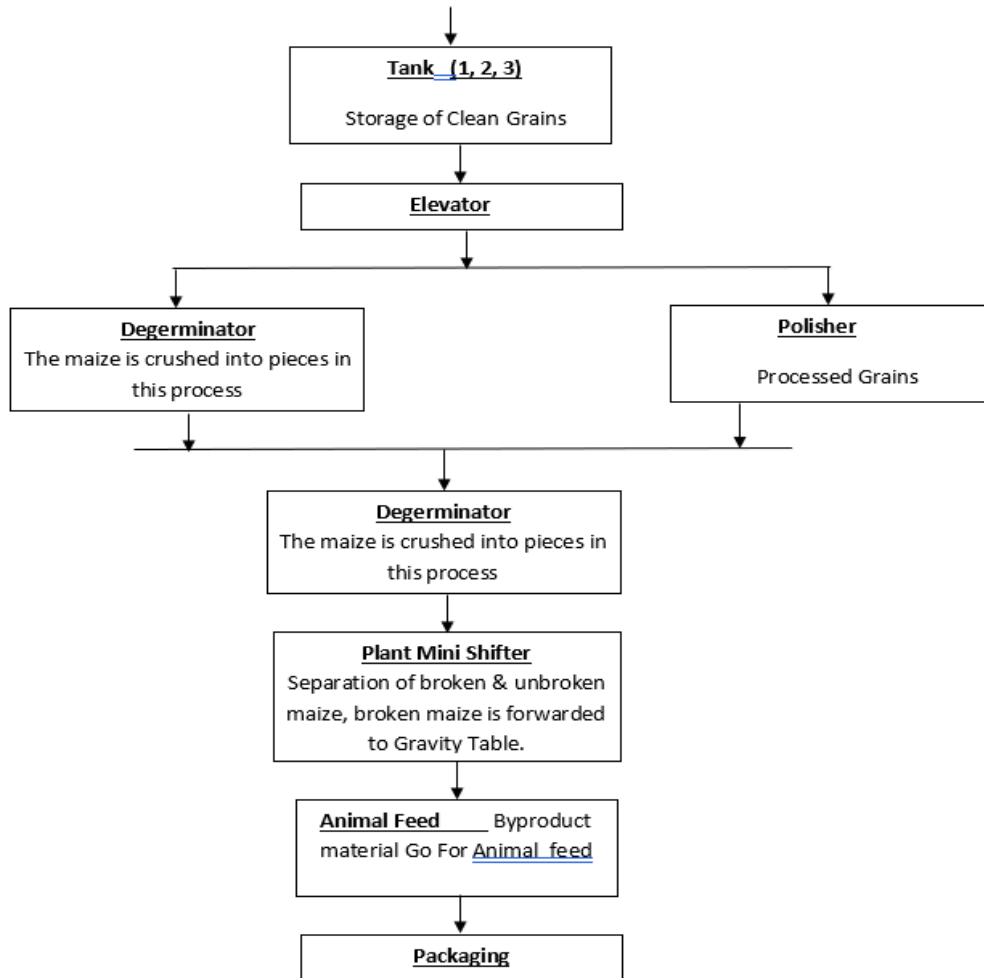 Tank (1, 2, 3)
Storage of Clean Grains
Elevator
Degerminator
The maize is crushed into pieces in
this process
Polisher
Processed Grains
Degerminator
The maize is crushed into pieces in
this process
Plant Mini Shifter
Separation of broken & unbroken
maize, broken maize is forwarded
to Gravity Table.
Animal Feed Byproduct
material Go For Animal feed
Packaging